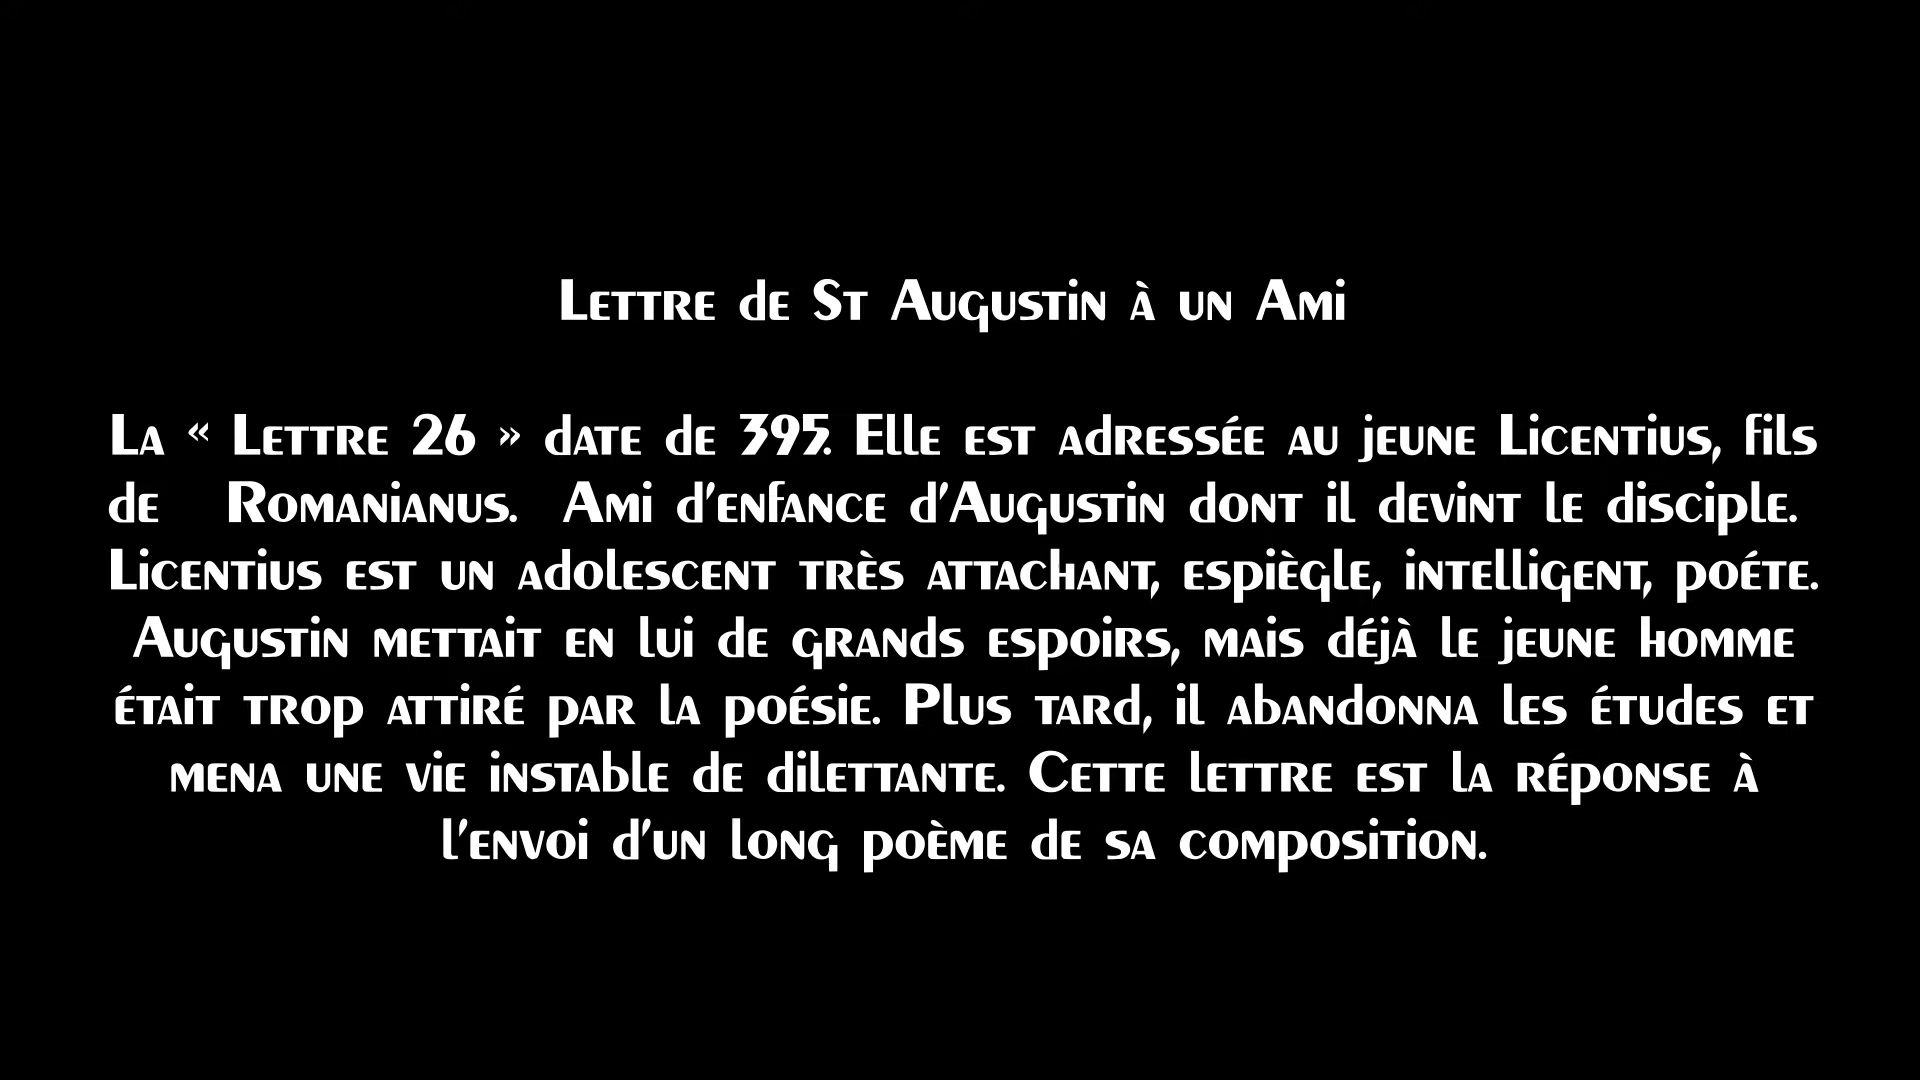 Lettre de St Augustin à un Ami
La « Lettre 26 » date de 395. Elle est adressée au jeune Licentius, fils
de Romanianus. Ami d'enfance d'Augustin dont il devint le disciple.
Licentius est un adolescent très attachant, espiègle, intelligent, poéte.
Augustin mettait en lui de grands espoirs, mais déjà le jeune homme
était trop attiré par la poésie. Plus tard, il abandonna les études et
mena une vie instable de dilettante. Cette lettre est la réponse à
l'envoi d'un long poème de sa composition.